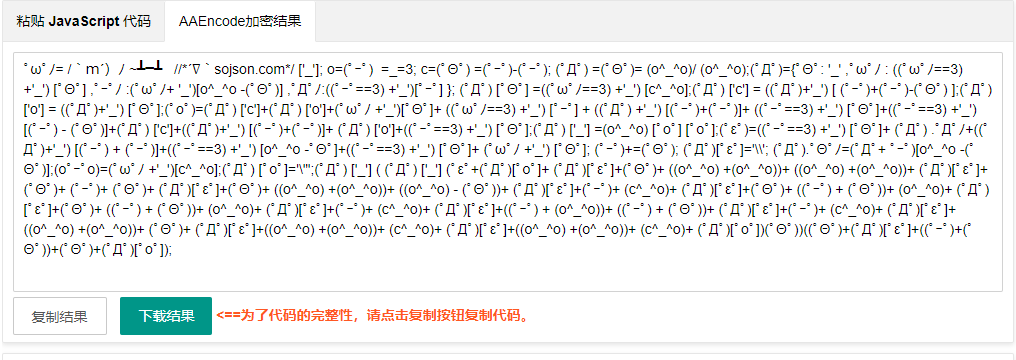 粘贴 JavaScript 代码 AAEncode加密结果
ﾟωﾟﾉ= /｀ｍ´）ﾉ ~┻━┻   //*´∇｀sojson.com*/ ['_']; o=(ﾟｰﾟ)  =_=3; c=(ﾟΘﾟ) =(ﾟｰﾟ)-(ﾟｰﾟ); (ﾟДﾟ) =(ﾟΘﾟ)= (o^_^o)/ (o^_^o);(ﾟДﾟ)={ﾟΘﾟ: '_' ,ﾟωﾟﾉ : ((ﾟωﾟﾉ==3)
+'_') [ﾟΘﾟ] ,ﾟｰﾟﾉ :(ﾟωﾟﾉ+ '_')[o^_^o -(ﾟΘﾟ)] ,ﾟДﾟﾉ:((ﾟｰﾟ==3) +'_')[ﾟｰﾟ] }; (ﾟДﾟ) [ﾟΘﾟ] =((ﾟωﾟﾉ==3) +'_') [c^_^o];(ﾟДﾟ) ['c'] = ((ﾟДﾟ)+'_') [ (ﾟｰﾟ)+(ﾟｰﾟ)-(ﾟΘﾟ) ];(ﾟДﾟ)
['o'] = ((ﾟДﾟ)+'_') [ﾟΘﾟ];(ﾟoﾟ)=(ﾟДﾟ) ['c']+(ﾟДﾟ) ['o']+(ﾟωﾟﾉ +'_')[ﾟΘﾟ]+ ((ﾟωﾟﾉ==3) +'_') [ﾟｰﾟ] + ((ﾟДﾟ) +'_') [(ﾟｰﾟ)+(ﾟｰﾟ)]+ ((ﾟｰﾟ==3) +'_') [ﾟΘﾟ]+((ﾟｰﾟ==3) +'_')
[(ﾟｰﾟ) - (ﾟΘﾟ)]+(ﾟДﾟ) ['c']+((ﾟДﾟ)+'_') [(ﾟｰﾟ)+(ﾟｰﾟ)]+ (ﾟДﾟ) ['o']+((ﾟｰﾟ==3) +'_') [ﾟΘﾟ];(ﾟДﾟ) ['_'] =(o^_^o) [ﾟoﾟ] [ﾟoﾟ];(ﾟεﾟ)=((ﾟｰﾟ==3) +'_') [ﾟΘﾟ]+ (ﾟДﾟ) .ﾟДﾟﾉ+((ﾟ
Дﾟ)+'_') [(ﾟｰﾟ) + (ﾟｰﾟ)]+((ﾟｰﾟ==3) +'_') [o^_^o -ﾟΘﾟ]+((ﾟｰﾟ==3) +'_') [ﾟΘﾟ]+ (ﾟωﾟﾉ +'_') [ﾟΘﾟ]; (ﾟｰﾟ)+=(ﾟΘﾟ); (ﾟДﾟ)[ﾟεﾟ]='\\'; (ﾟДﾟ).ﾟΘﾟﾉ=(ﾟДﾟ+ ﾟｰﾟ)[o^_^o -(ﾟ
Θﾟ)];(oﾟｰﾟo)=(ﾟωﾟﾉ +'_')[c^_^o];(ﾟДﾟ) [ﾟoﾟ]='\"';(ﾟДﾟ) ['_'] ( (ﾟДﾟ) ['_'] (ﾟεﾟ+(ﾟДﾟ)[ﾟoﾟ]+ (ﾟДﾟ)[ﾟεﾟ]+(ﾟΘﾟ)+ ((o^_^o) +(o^_^o))+ ((o^_^o) +(o^_^o))+ (ﾟДﾟ)[ﾟεﾟ]+
(ﾟΘﾟ)+ (ﾟｰﾟ)+ (ﾟΘﾟ)+ (ﾟДﾟ)[ﾟεﾟ]+(ﾟΘﾟ)+ ((o^_^o) +(o^_^o))+ ((o^_^o) - (ﾟΘﾟ))+ (ﾟДﾟ)[ﾟεﾟ]+(ﾟｰﾟ)+ (c^_^o)+ (ﾟДﾟ)[ﾟεﾟ]+(ﾟΘﾟ)+ ((ﾟｰﾟ) + (ﾟΘﾟ))+ (o^_^o)+ (ﾟДﾟ)
[ﾟεﾟ]+(ﾟΘﾟ)+ ((ﾟｰﾟ) + (ﾟΘﾟ))+ (o^_^o)+ (ﾟДﾟ)[ﾟεﾟ]+(ﾟｰﾟ)+ (c^_^o)+ (ﾟДﾟ)[ﾟεﾟ]+((ﾟｰﾟ) + (o^_^o))+ ((ﾟｰﾟ) + (ﾟΘﾟ))+ (ﾟДﾟ)[ﾟεﾟ]+(ﾟｰﾟ)+ (c^_^o)+ (ﾟДﾟ)[ﾟεﾟ]+
((o^_^o) +(o^_^o))+ (ﾟΘﾟ)+ (ﾟДﾟ)[ﾟεﾟ]+((o^_^o) +(o^_^o))+ (c^_^o)+ (ﾟДﾟ)[ﾟεﾟ]+((o^_^o) +(o^_^o))+ (c^_^o)+ (ﾟДﾟ)[ﾟoﾟ])(ﾟΘﾟ))((ﾟΘﾟ)+(ﾟДﾟ)[ﾟεﾟ]+((ﾟｰﾟ)+(ﾟ
Θﾟ))+(ﾟΘﾟ)+(ﾟДﾟ)[ﾟoﾟ]);
复制结果 下载结果 <==为了代码的完整性，请点击复制按钮复制代码。